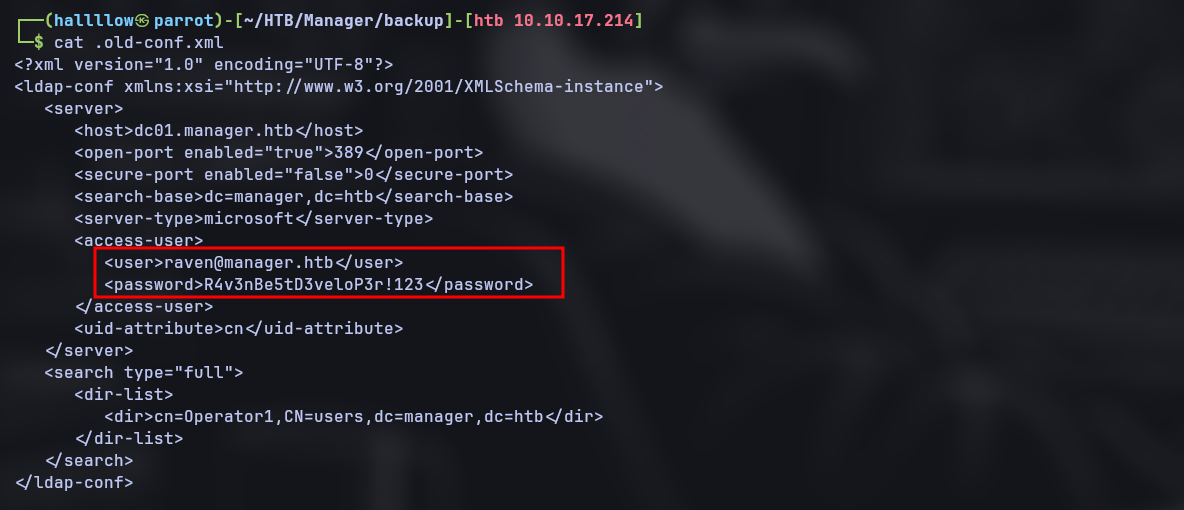 ┌──(hallllow㉿parrot)-[~/HTB/Manager/backup]-[htb 10.10.17.214]
└─$ cat .old-conf.xml
<?xml version="1.0" encoding="UTF-8"?>
<ldap-conf xmlns:xsi="http://www.w3.org/2001/XMLSchema-instance">
   <server>
      <host>dc01.manager.htb</host>
      <open-port enabled="true">389</open-port>
      <secure-port enabled="false">0</secure-port>
      <search-base>dc=manager,dc=htb</search-base>
      <server-type>microsoft</server-type>
      <access-user>
         <user>raven@manager.htb</user>
         <password>R4v3nBe5tD3veloP3r!123</password>
      </access-user>
      <uid-attribute>cn</uid-attribute>
   </server>
   <search type="full">
      <dir-list>
         <dir>cn=Operator1,CN=users,dc=manager,dc=htb</dir>
      </dir-list>
   </search>
</ldap-conf>